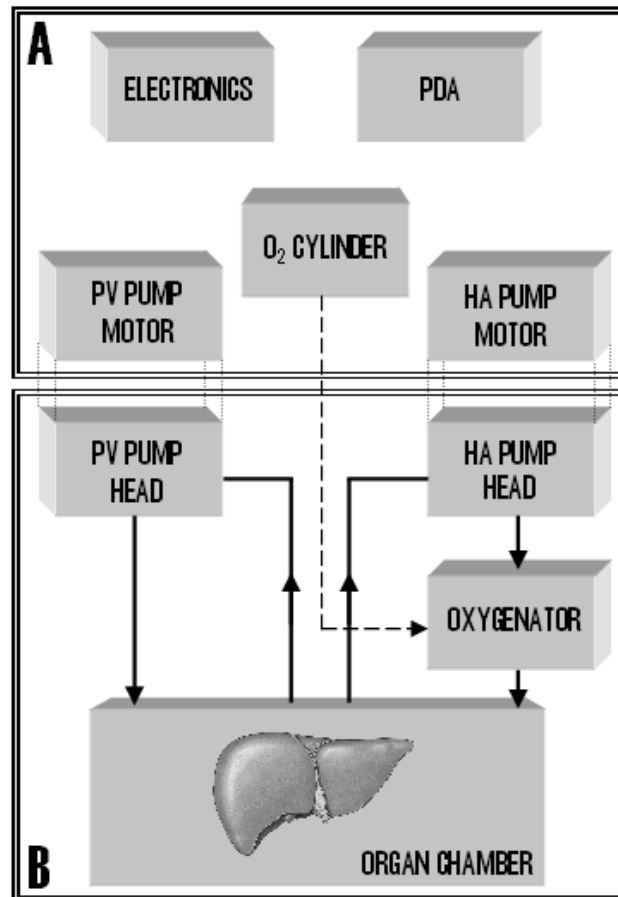 A
ELECTRONICS
PDA
O₂ CYLINDER
PV PUMP
MOTOR
HA PUMP
MOTOR
PV PUMP
HEAD
HA PUMP
HEAD
OXYGENATOR
ORGAN CHAMBER
B